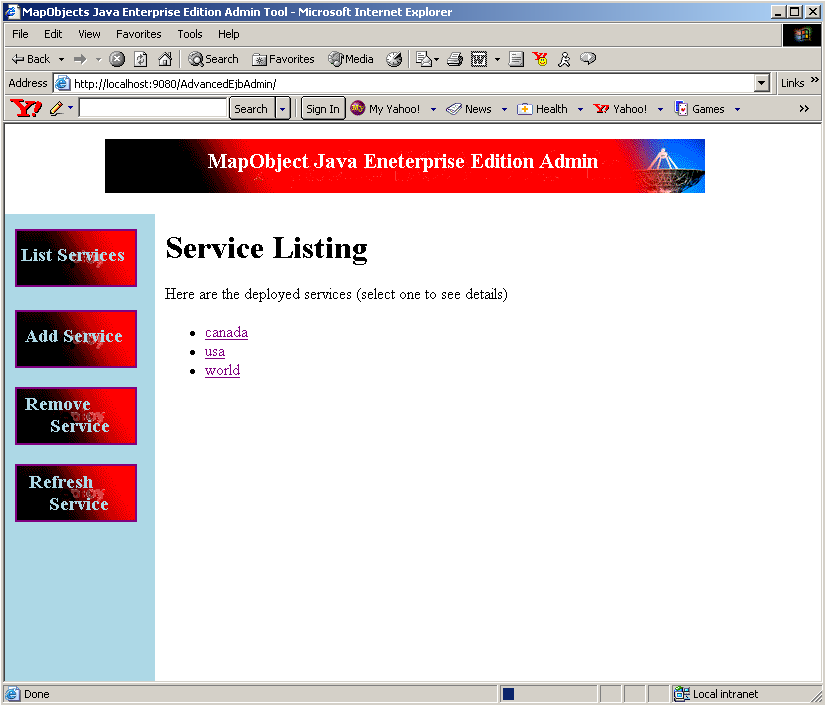 MapObjects Java Enterprise Edition Admin Tool - Microsoft Internet Explorer
File Edit View Favorites Tools Help
Back Search Favorites Media
Address http://localhost:9080/AdvancedEjbAdmin/ Links »
Y! Search Sign In My Yahoo! News Health Yahoo! Games »
MapObject Java Eneterprise Edition Admin
List Services
Add Service
Remove
Service
Refresh
Service
Service Listing
Here are the deployed services (select one to see details)
canada
usa
world
Done Local intranet